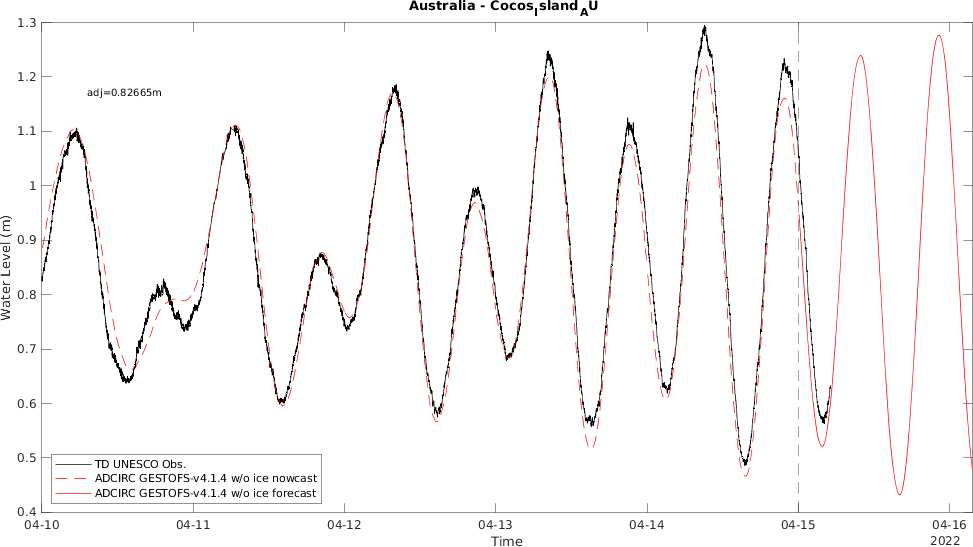 Australia - Cocos_Island_AU
adj=0.82665m
Water Level (m)
1.3
1.2
1.1
1
0.9
0.8
0.7
0.6
0.5
0.4
TD UNESCO Obs.
ADCIRC GESTOFS-v4.1.4 w/o ice nowcast
ADCIRC GESTOFS-v4.1.4 w/o ice forecast
04-10 04-11 04-12 04-13 04-14 04-15 04-16
Time
2022